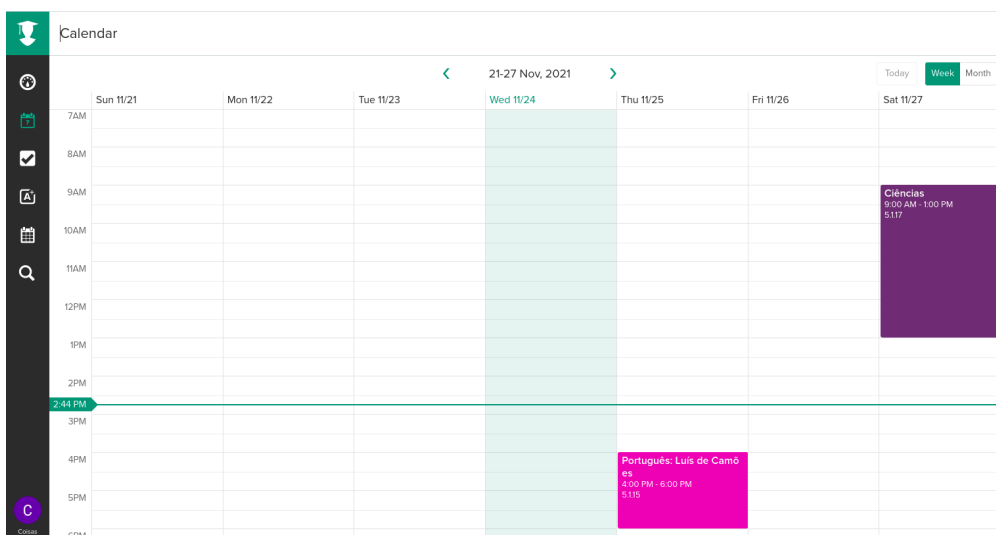 Calendar
21-27 Nov, 2021
Today
Week
Month
Sun 11/21
Mon 11/22
Tue 11/23
Wed 11/24
Thu 11/25
Fri 11/26
Sat 11/27
7AM
8AM
9AM
Ciências
9:00 AM - 1:00 PM
5.1.17
10AM
11AM
12PM
1PM
2PM
2:44 PM
3PM
4PM
Português: Luís de Camõ
es
4:00 PM - 6:00 PM
5.1.15
5PM
C
Coisas
6PM